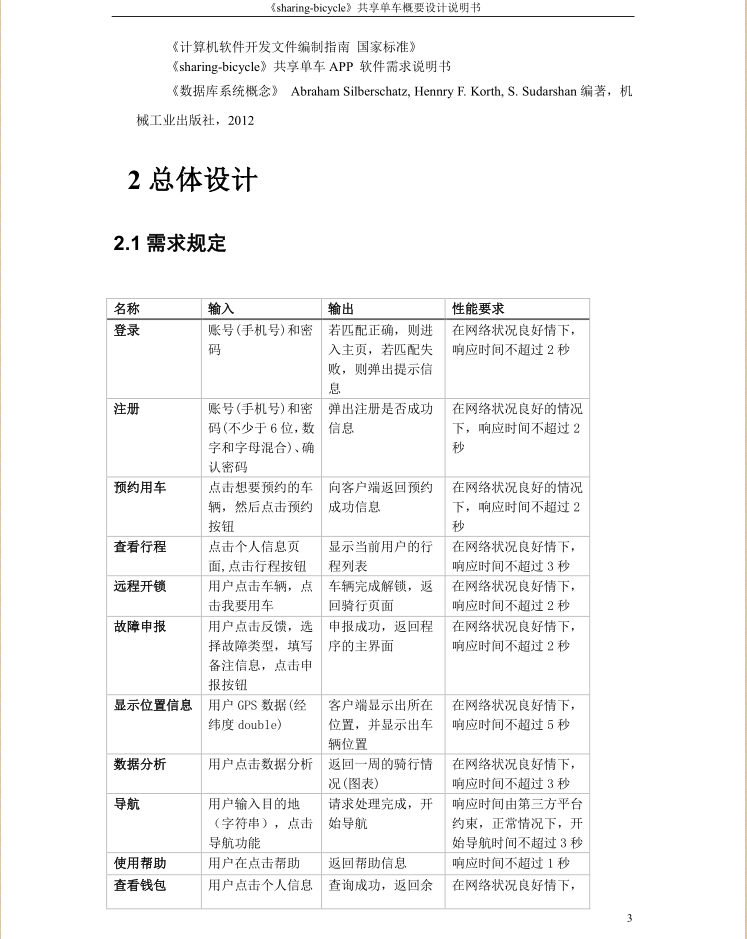 《sharing-bicycle》共享单车概要设计说明书
《计算机软件开发文件编制指南 国家标准》
《sharing-bicycle》共享单车 APP 软件需求说明书
《数据库系统概念》 Abraham Silberschatz, Hennry F. Korth, S. Sudarshan 编著，机
械工业出版社，2012
2 总体设计
2.1 需求规定
名称 输入 输出 性能要求
登录 账号(手机号)和密 若匹配正确，则进 在网络状况良好情下，
码 入主页，若匹配失 响应时间不超过 2 秒
败，则弹出提示信
息
注册 账号(手机号)和密 弹出注册是否成功 在网络状况良好的情况
码(不少于 6 位，数 信息 下，响应时间不超过 2
字和字母混合)、确 秒
认密码
预约用车 点击想要预约的车 向客户端返回预约 在网络状况良好的情况
辆，然后点击预约 成功信息 下，响应时间不超过 2
按钮 秒
查看行程 点击个人信息页 显示当前用户的行 在网络状况良好情下，
面,点击行程按钮 程列表 响应时间不超过 3 秒
远程开锁 用户点击车辆，点 车辆完成解锁，返 在网络状况良好情下，
击我要用车 回骑行页面 响应时间不超过 2 秒
故障申报 用户点击反馈，选 申报成功，返回程 在网络状况良好情下，
择故障类型，填写 序的主界面 响应时间不超过 2 秒
备注信息，点击申
报按钮
显示位置信息 用户 GPS 数据(经 客户端显示出所在 在网络状况良好情下，
纬度 double) 位置，并显示出车 响应时间不超过 5 秒
辆位置
数据分析 用户点击数据分析 返回一周的骑行情 在网络状况良好情下，
况(图表) 响应时间不超过 3 秒
导航 用户输入目的地 请求处理完成，开 响应时间由第三方平台
（字符串），点击 始导航 约束，正常情况下，开
导航功能 始导航时间不超过 3 秒
使用帮助 用户在点击帮助 返回帮助信息 响应时间不超过 1 秒
查看钱包 用户点击个人信息 查询成功，返回余 在网络状况良好情下，
3